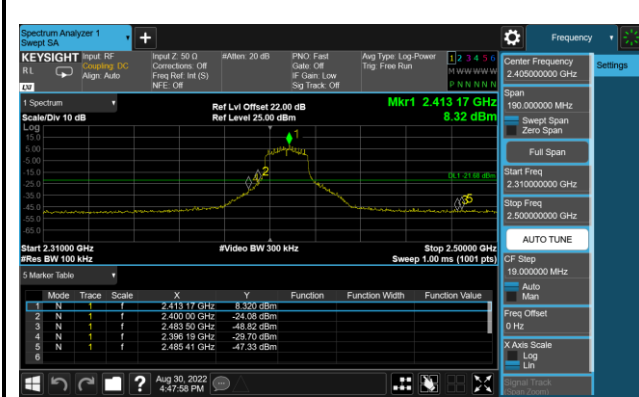 Spectrum Analyzer 1
Swept SA
Frequency
KEYSIGHT
RL
LXI
Input: RF
Coupling: DC
Align: Auto
Input Z: 50 Ω
Corrections: Off
Freq Ref: Int (S)
NFE: Off
#Atten: 20 dB
PNO: Fast
Gate: Off
IF Gain: Low
Sig Track: Off
Avg Type: Log-Power
Trig: Free Run
1 2 3 4 5 6
M W W W W W
P N N N N N
1 Spectrum
Scale/Div 10 dB
Ref Lvl Offset 22.00 dB
Ref Level 25.00 dBm
Mkr1 2.413 17 GHz
8.32 dBm
Log
15.0
5.00
-5.00
-15.0
-25.0
-35.0
-45.0
-55.0
-65.0
1
2
DL1 -21.68 dBm
Start 2.31000 GHz
#Res BW 100 kHz
#Video BW 300 kHz
Stop 2.50000 GHz
Sweep 1.00 ms (1001 pts)
5 Marker Table
Mode Trace Scale X Y Function Function Width Function Value
1 N 1 f 2.413 17 GHz 8.320 dBm
2 N 1 f 2.400 00 GHz -24.08 dBm
3 N 1 f 2.483 50 GHz -48.82 dBm
4 N 1 f 2.396 19 GHz -29.70 dBm
5 N 1 f 2.485 41 GHz -47.33 dBm
6
Aug 30, 2022
4:47:58 PM
?
Center Frequency
2.405000000 GHz
Settings
Span
190.000000 MHz
Swept Span
Zero Span
Full Span
Start Freq
2.310000000 GHz
Stop Freq
2.500000000 GHz
AUTO TUNE
CF Step
19.000000 MHz
Auto
Man
Freq Offset
0 Hz
X Axis Scale
Log
Lin
Signal Track
(Span Zoom)